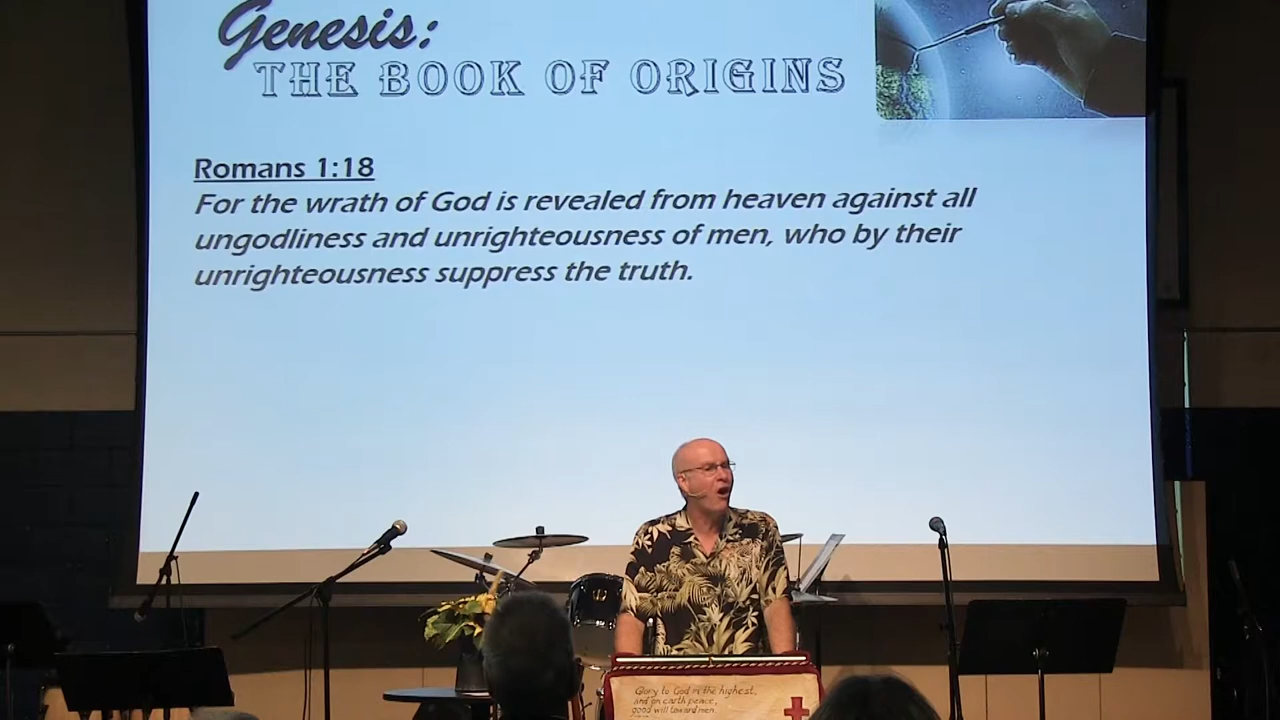 Genesis:
THE BOOK OF ORIGINS
Romans 1:18
For the wrath of God is revealed from heaven against all
ungodliness and unrighteousness of men, who by their
unrighteousness suppress the truth.
Glory to God in the highest,
and on earth peace,
good will toward men.